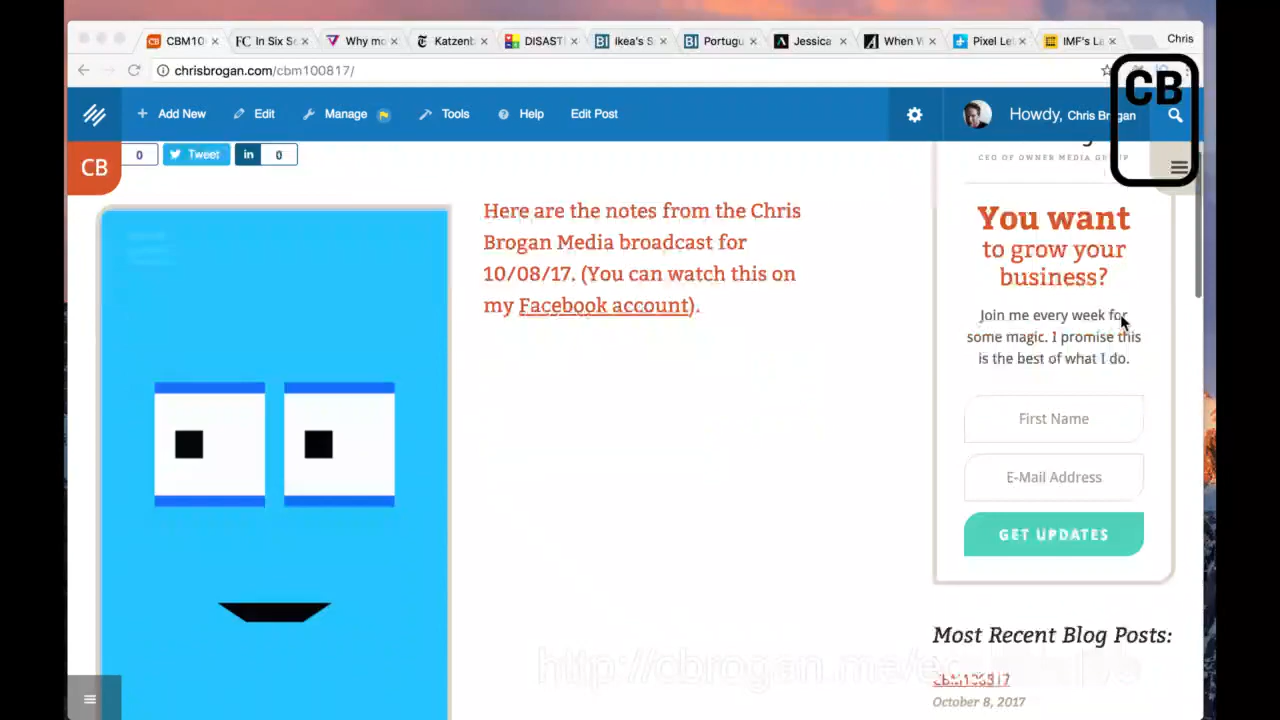 CBM10
In Six Se
Why mo
Katzenb
DISAST
Ikea's S
Portugu
Jessica
When V
Pixel Le
IMF's La
Chris
chrisbrogan.com/cbm100817/
Add New
Edit
Manage
Tools
Help
Edit Post
Howdy, Chris Brogan
CB
CB
0
Tweet
in
0
CEO OF OWNER MEDIA GROUP
Here are the notes from the Chris
Brogan Media broadcast for
10/08/17. (You can watch this on
my Facebook account).
You want
to grow your
business?
Join me every week for
some magic. I promise this
is the best of what I do.
First Name
E-Mail Address
GET UPDATES
Most Recent Blog Posts:
CBM100817
October 8, 2017